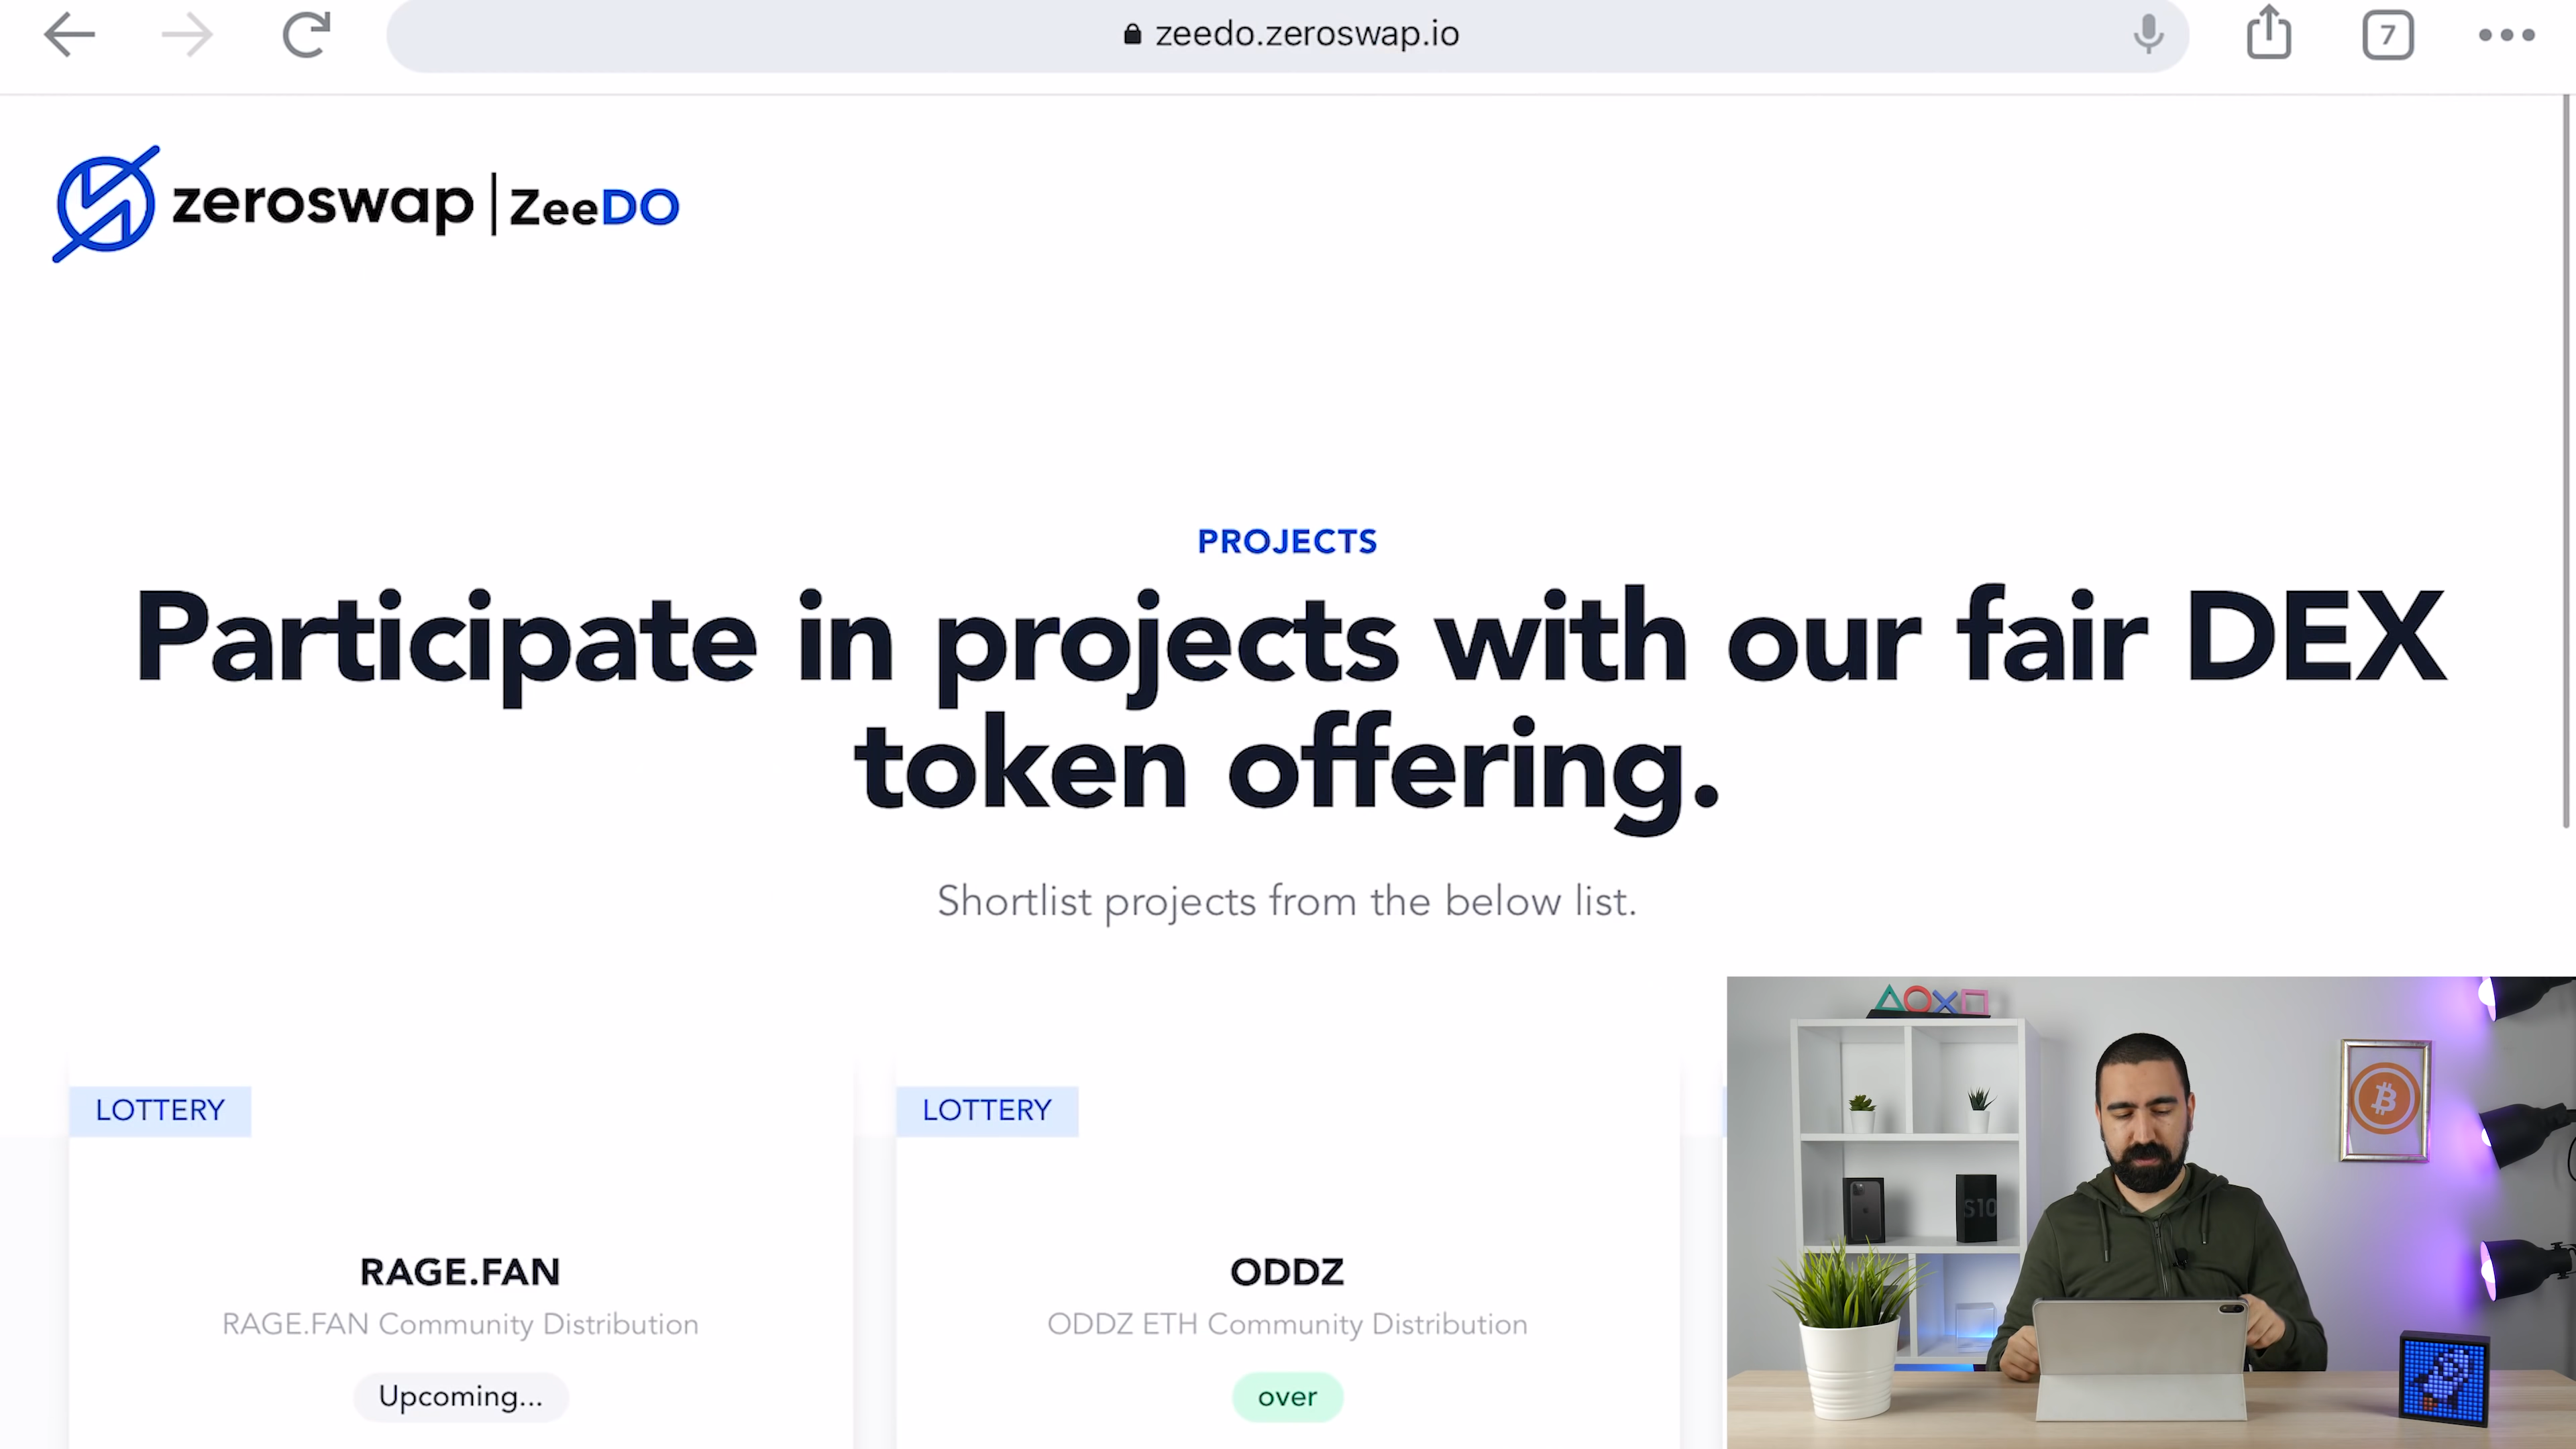 zeedo.zeroswap.io
7
zeroswap | ZeeDO
PROJECTS
Participate in projects with our fair DEX
token offering.
Shortlist projects from the below list.
LOTTERY
LOTTERY
RAGE.FAN
ODDZ
RAGE.FAN Community Distribution
ODDZ ETH Community Distribution
Upcoming...
over
S10